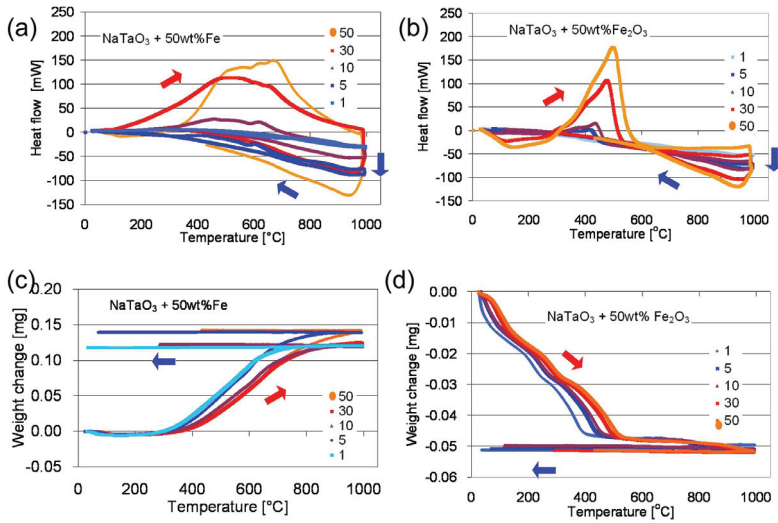 (a)
NaTaO₃ + 50wt%Fe
50
30
10
5
1
Heat flow [mW]
150
100
50
0
-50
-100
-150
0 200 400 600 800 1000
Temperature [°C]
(b)
NaTaO₃ + 50wt%Fe₂O₃
1
5
10
30
50
Heat flow [mW]
250
200
150
100
50
0
-50
-100
-150
0 200 400 600 800 1000
Temperature [°C]
(c)
NaTaO₃ + 50wt%Fe
50
30
10
5
1
Weight change [mg]
0.20
0.15
0.10
0.05
0.00
-0.05
0 200 400 600 800 1000
Temperature [°C]
(d)
NaTaO₃ + 50wt% Fe₂O₃
1
5
10
30
50
Weight change [mg]
0.00
-0.01
-0.02
-0.03
-0.04
-0.05
-0.06
0 200 400 600 800 1000
Temperature [°C]